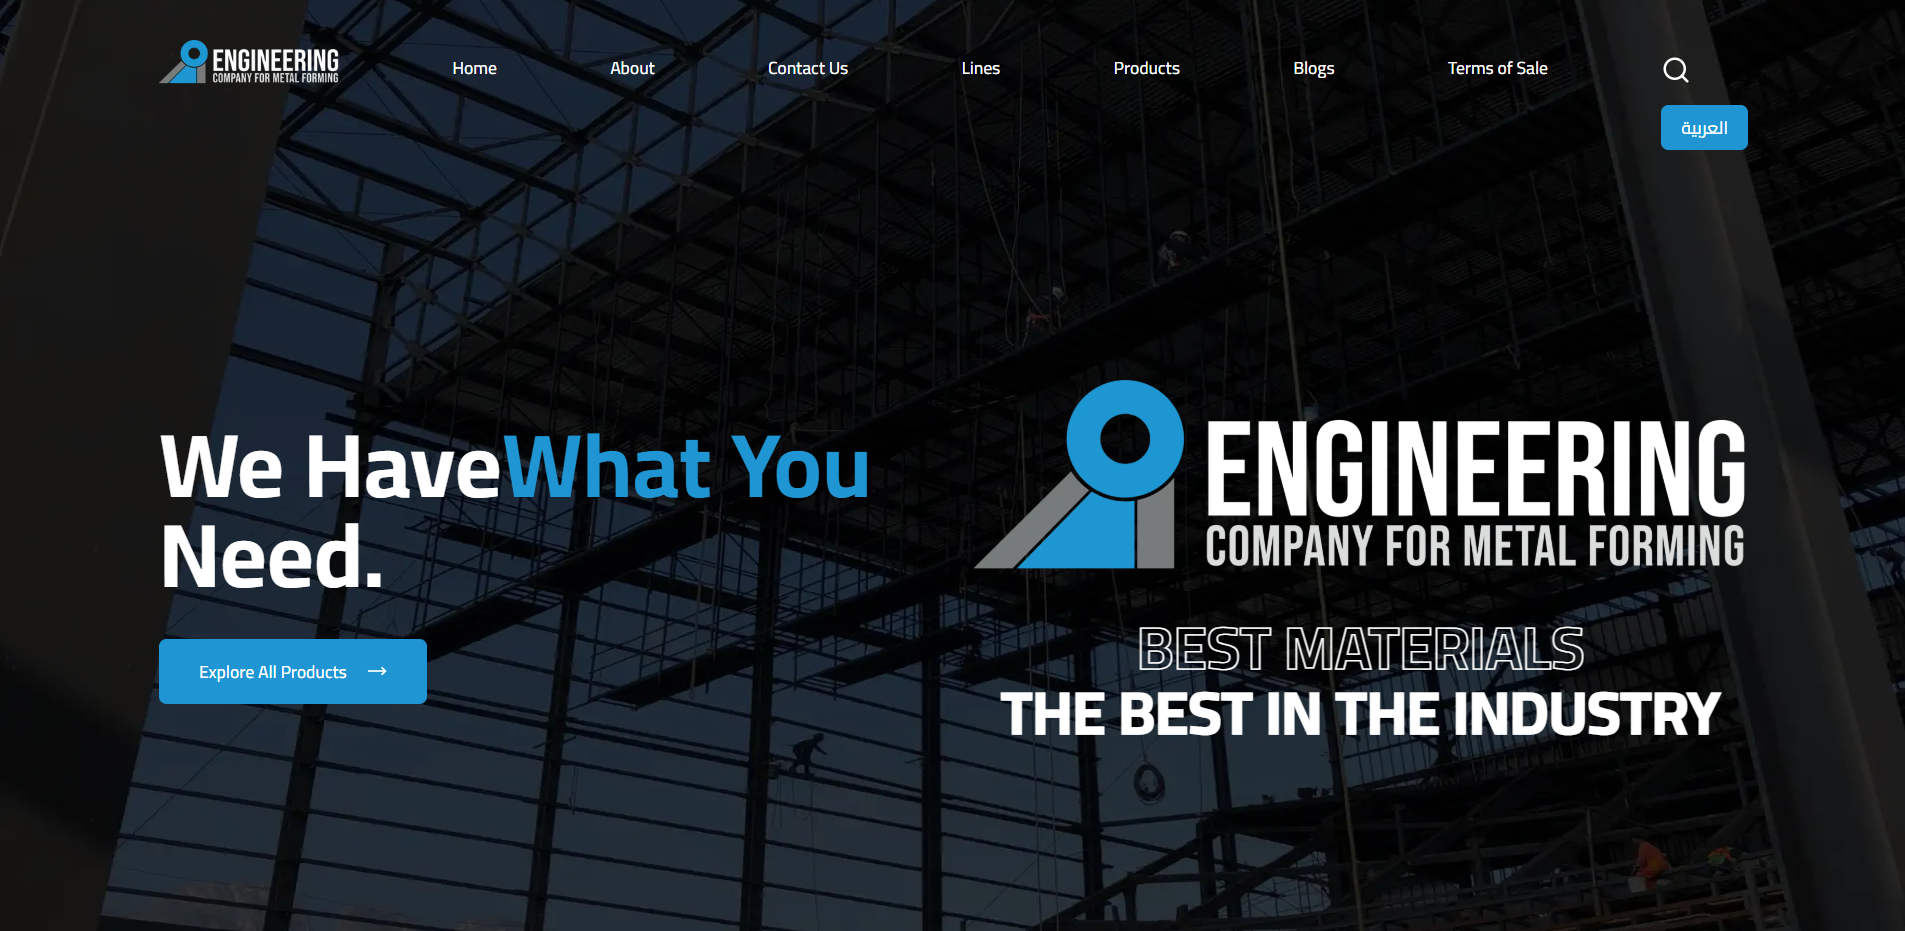 ENGINEERING
COMPANY FOR METAL FORMING
Home
About
Contact Us
Lines
Products
Blogs
Terms of Sale
العربية
We HaveWhat You
Need.
Explore All Products
ENGINEERING
COMPANY FOR METAL FORMING
BEST MATERIALS
THE BEST IN THE INDUSTRY